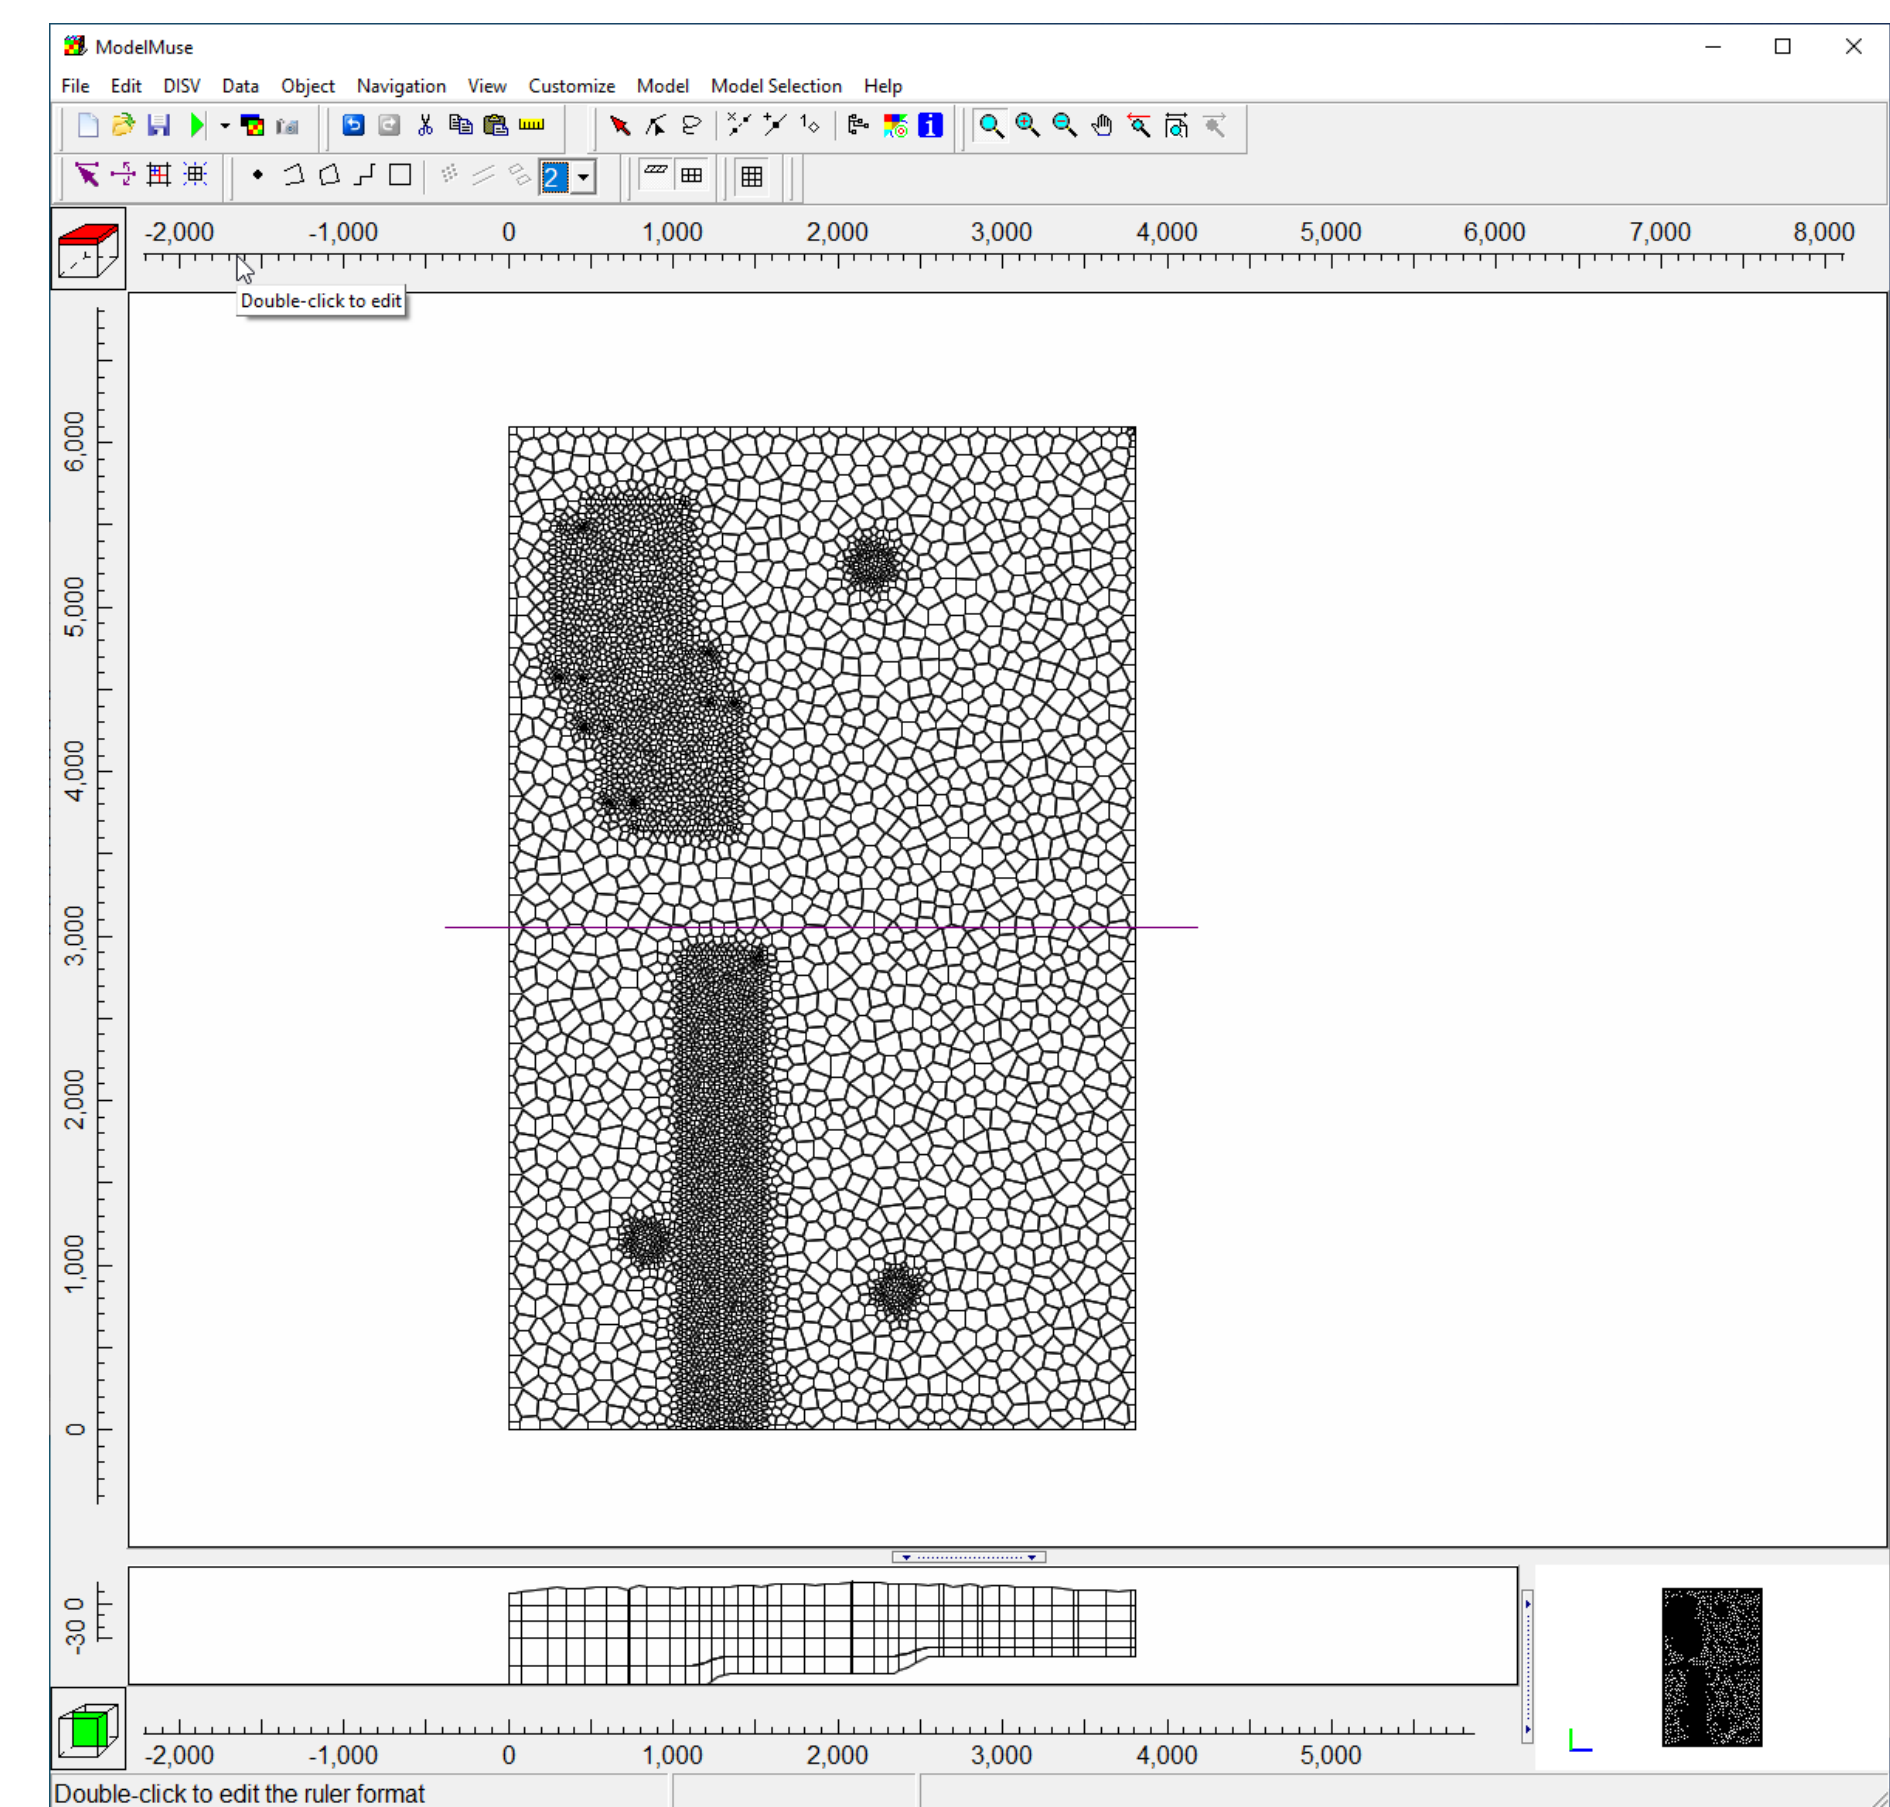 ModelMuse
File Edit DISV Data Object Navigation View Customize Model Model Selection Help
2
-2,000 -1,000 0 1,000 2,000 3,000 4,000 5,000 6,000 7,000 8,000
Double-click to edit
6,000
5,000
4,000
3,000
2,000
1,000
0
0
-30
-2,000 -1,000 0 1,000 2,000 3,000 4,000 5,000
Double-click to edit the ruler format